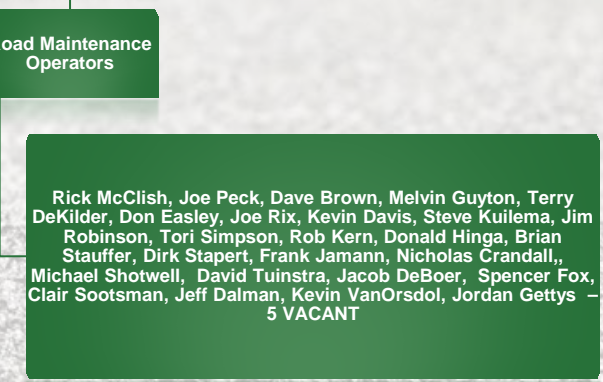 oad Maintenance
Operators
Rick McClish, Joe Peck, Dave Brown, Melvin Guyton, Terry
DeKilder, Don Easley, Joe Rix, Kevin Davis, Steve Kuilema, Jim
Robinson, Tori Simpson, Rob Kern, Donald Hinga, Brian
Stauffer, Dirk Stapert, Frank Jamann, Nicholas Crandall,,
Michael Shotwell,  David Tuinstra, Jacob DeBoer,  Spencer Fox,
Clair Sootsman, Jeff Dalman, Kevin VanOrsdol, Jordan Gettys  –
5 VACANT